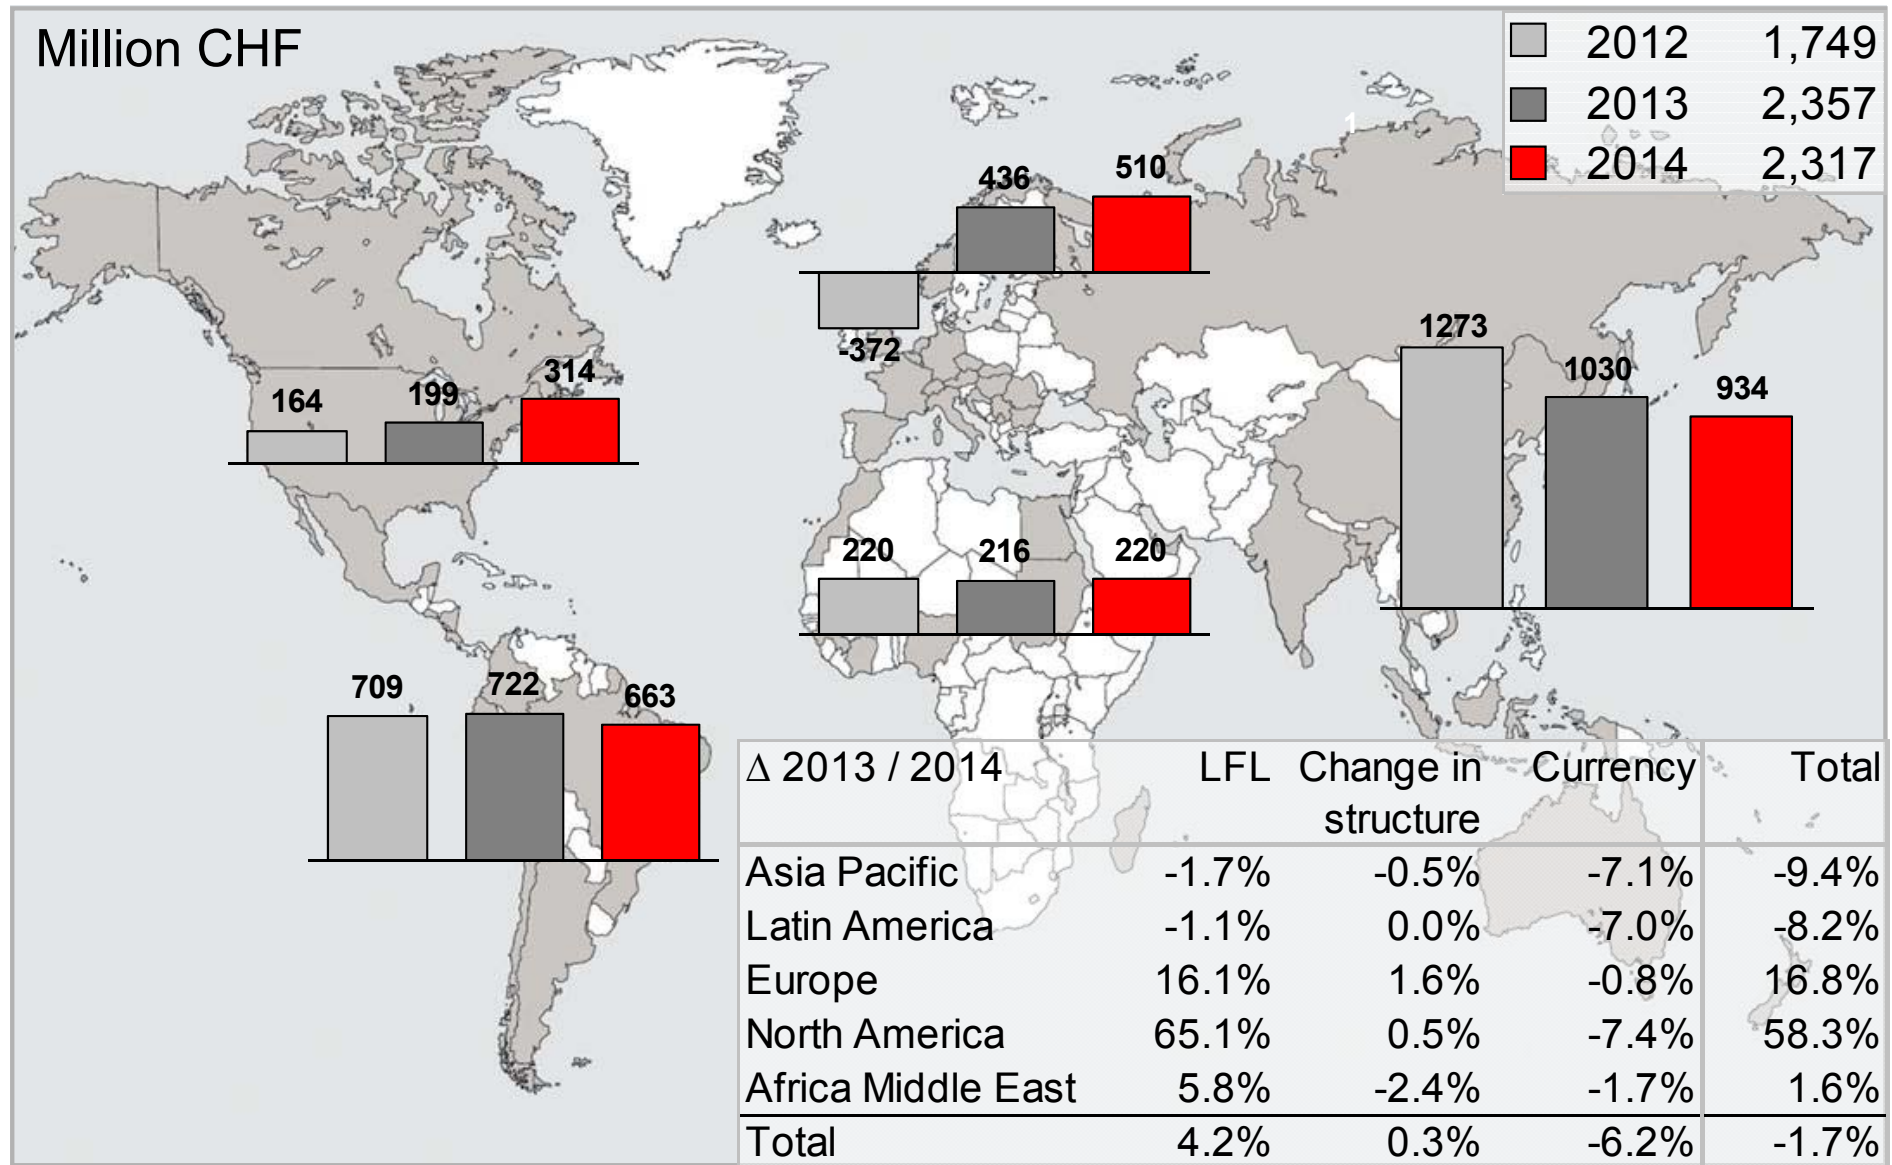 Million CHF
2012 1,749
2013 2,357
2014 2,317
1
436
510
-372
1273
1030
934
164
199
314
220
216
220
709
722
663
Δ 2013 / 2014 LFL Change in structure Currency Total
Asia Pacific -1.7% -0.5% -7.1% -9.4%
Latin America -1.1% 0.0% -7.0% -8.2%
Europe 16.1% 1.6% -0.8% 16.8%
North America 65.1% 0.5% -7.4% 58.3%
Africa Middle East 5.8% -2.4% -1.7% 1.6%
Total 4.2% 0.3% -6.2% -1.7%